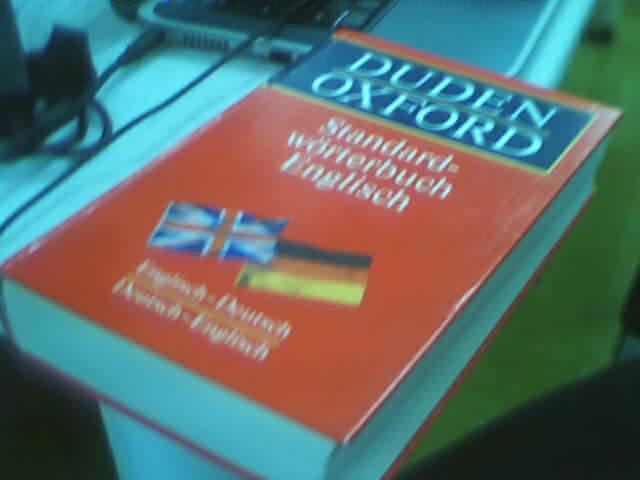 DUDEN
OXFORD
Standard-
wörterbuch
Englisch
Englisch - Deutsch
Deutsch - Englisch